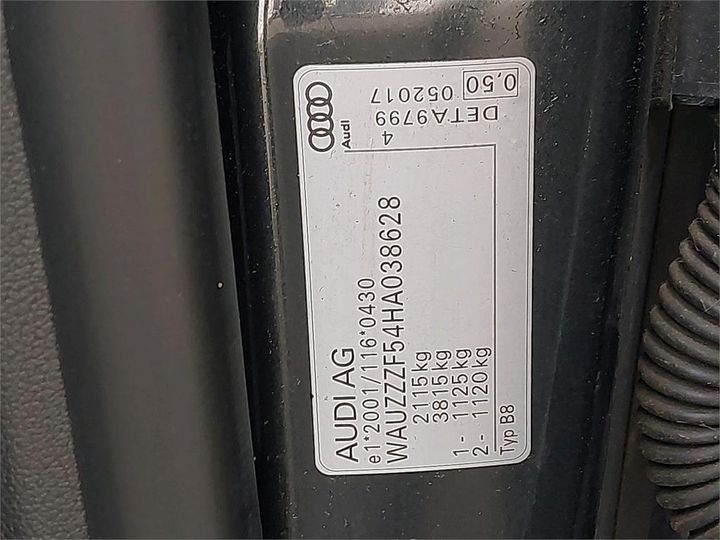 AUDI AG
e1*2001/116*0430
WAUZZZF54HA038628
2115kg
3815kg
1- 1125kg
2- 1120kg
Typ B8
Audi
4
DETA9799
052017
0,50